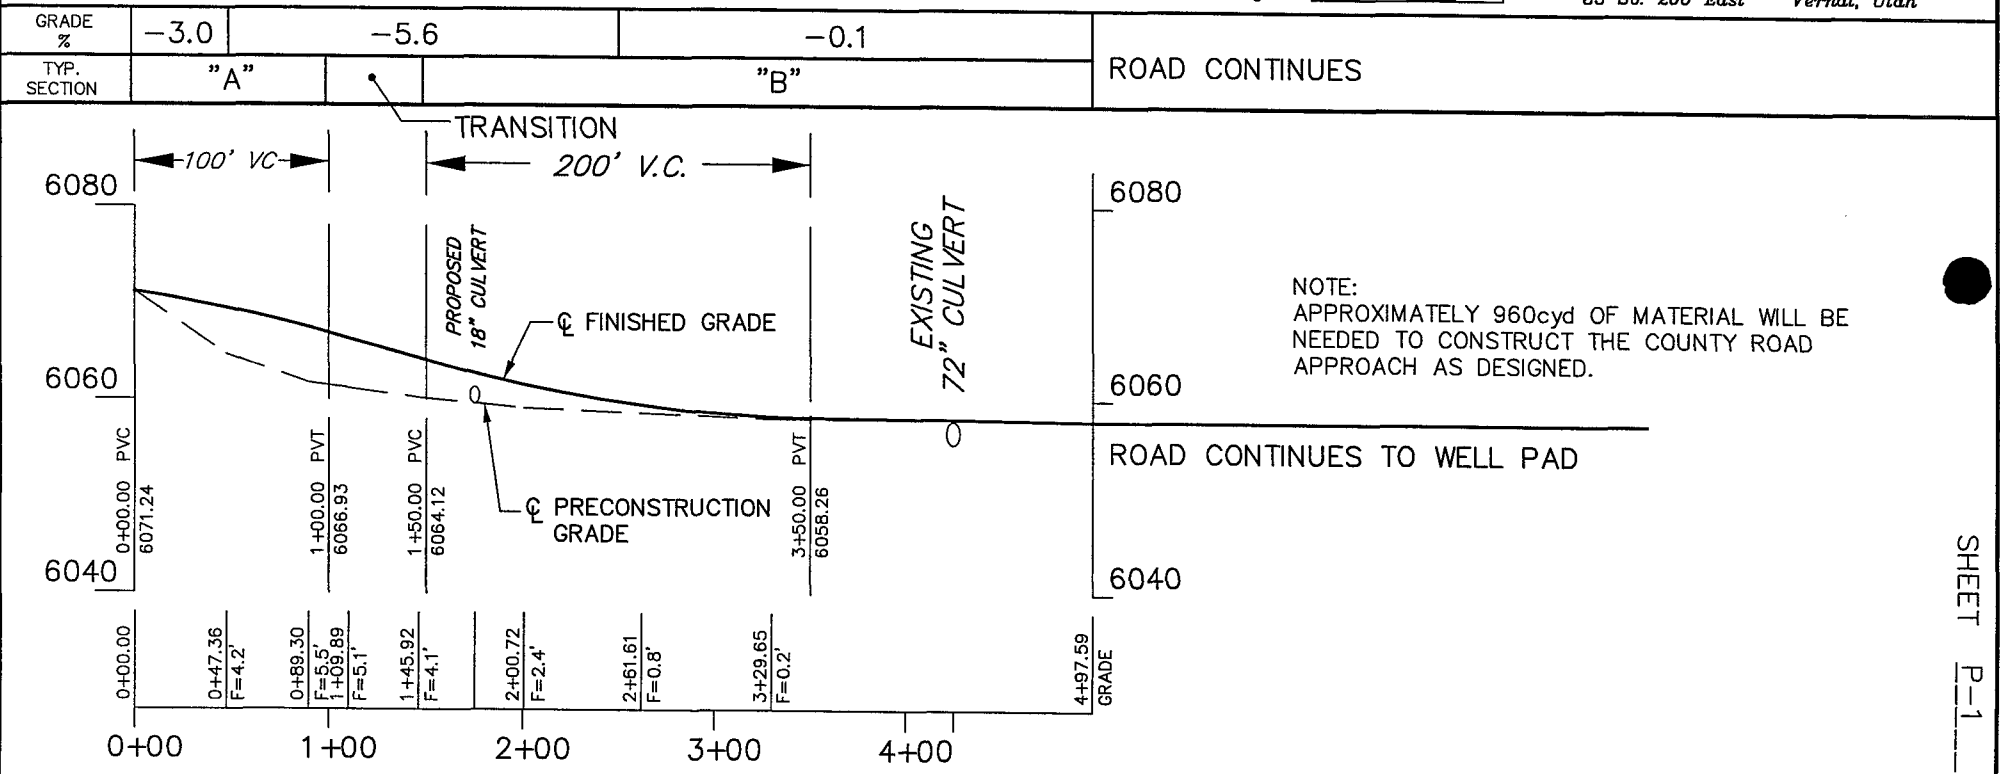 85 So. 200 East Vernal, Utah
GRADE %
-3.0
-5.6
-0.1
TYP. SECTION
"A"
"B"
ROAD CONTINUES
TRANSITION
100' VC
200' V.C.
6080
6060
6040
6080
6060
6040
PROPOSED
18" CULVERT
EXISTING
72" CULVERT
℄ FINISHED GRADE
℄ PRECONSTRUCTION
GRADE
NOTE:
APPROXIMATELY 960cyd OF MATERIAL WILL BE
NEEDED TO CONSTRUCT THE COUNTY ROAD
APPROACH AS DESIGNED.
ROAD CONTINUES TO WELL PAD
0+00.00 PVC
6071.24
1+00.00 PVT
6066.93
1+50.00 PVC
6064.12
3+50.00 PVT
6058.26
0+00.00
0+47.36
F=4.2'
0+89.30
F=5.5'
1+09.89
F=5.1'
1+45.92
F=4.1'
2+00.72
F=2.4'
2+61.61
F=0.8'
3+29.65
F=0.2'
4+97.59
GRADE
0+00
1+00
2+00
3+00
4+00
SHEET P-1